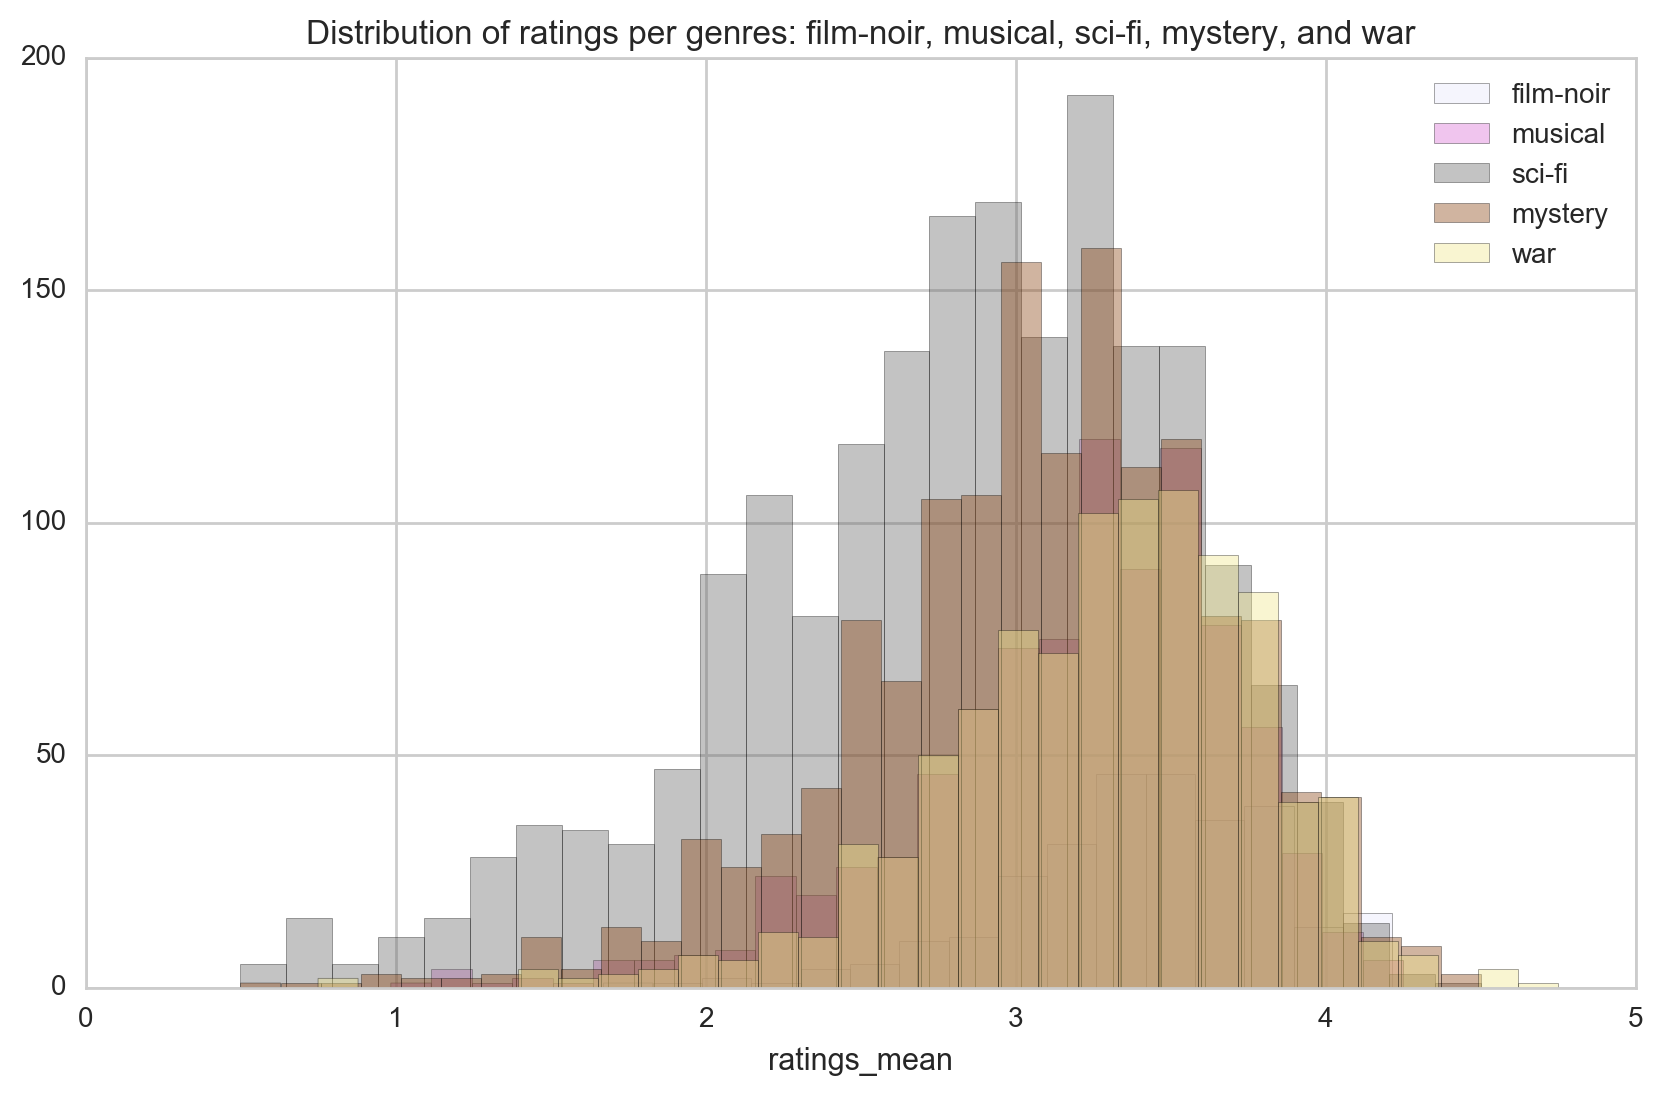 Distribution of ratings per genres: film-noir, musical, sci-fi, mystery, and war
200
150
100
50
0
film-noir
musical
sci-fi
mystery
war
0 1 2 3 4 5
ratings_mean